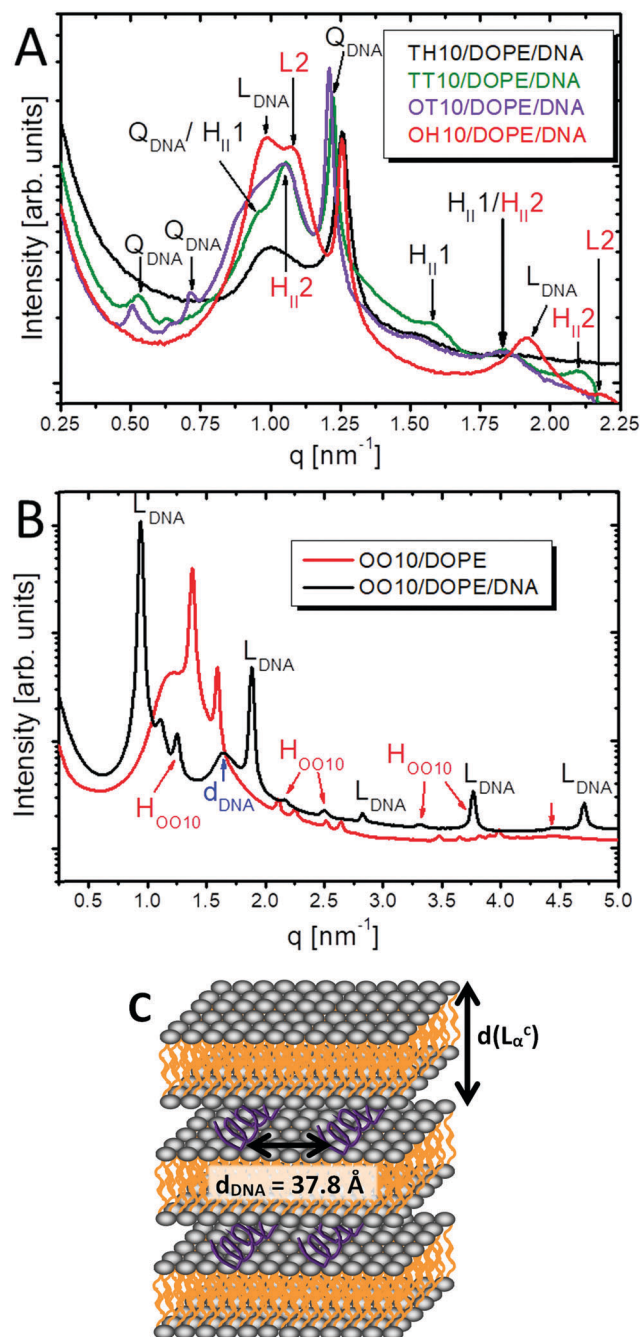 A
Q_DNA
TH10/DOPE/DNA
TT10/DOPE/DNA
OT10/DOPE/DNA
OH10/DOPE/DNA
L2
L_DNA
Q_DNA/ H_II1
Q_DNA
Q_DNA
H_II2
H_II1/H_II2
H_II1
L2
L_DNA
H_II2
Intensity [arb. units]
0.25 0.50 0.75 1.00 1.25 1.50 1.75 2.00 2.25
q [nm⁻¹]
B
L_DNA
OO10/DOPE
OO10/DOPE/DNA
L_DNA
H_OO10
H_OO10
L_DNA
L_DNA
H_OO10
d_DNA
L_DNA
Intensity [arb. units]
0.5 1.0 1.5 2.0 2.5 3.0 3.5 4.0 4.5 5.0
q [nm⁻¹]
C
d(L_α^c)
d_DNA = 37.8 Å